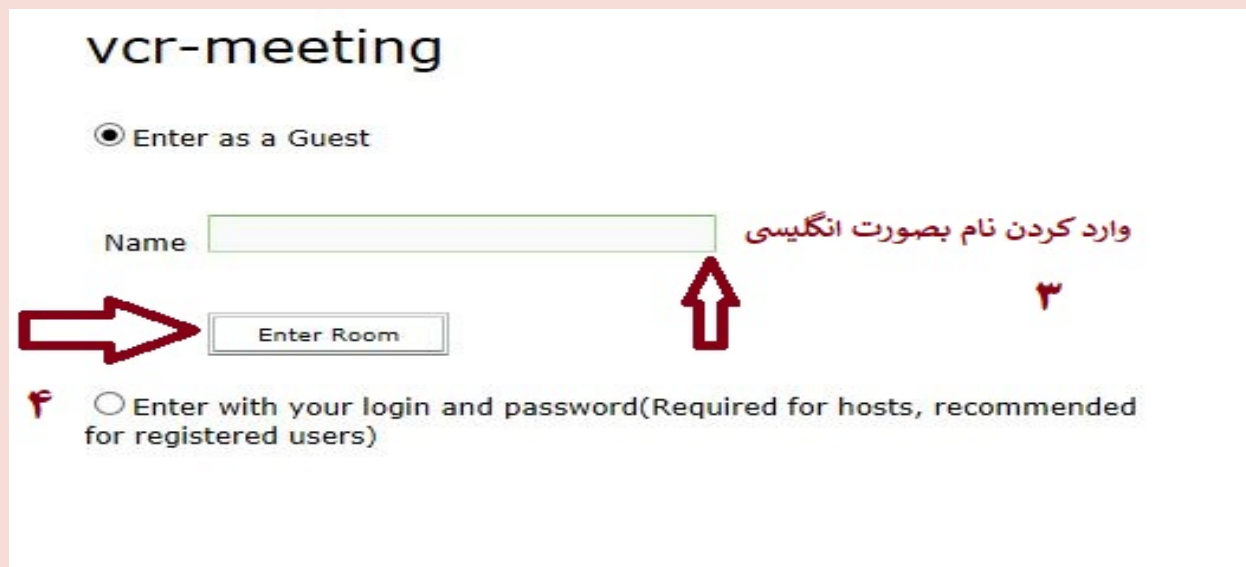 vcr-meeting
Enter as a Guest
Name
وارد کردن نام بصورت انگلیسی
۳
Enter Room
۴
Enter with your login and password(Required for hosts, recommended
for registered users)